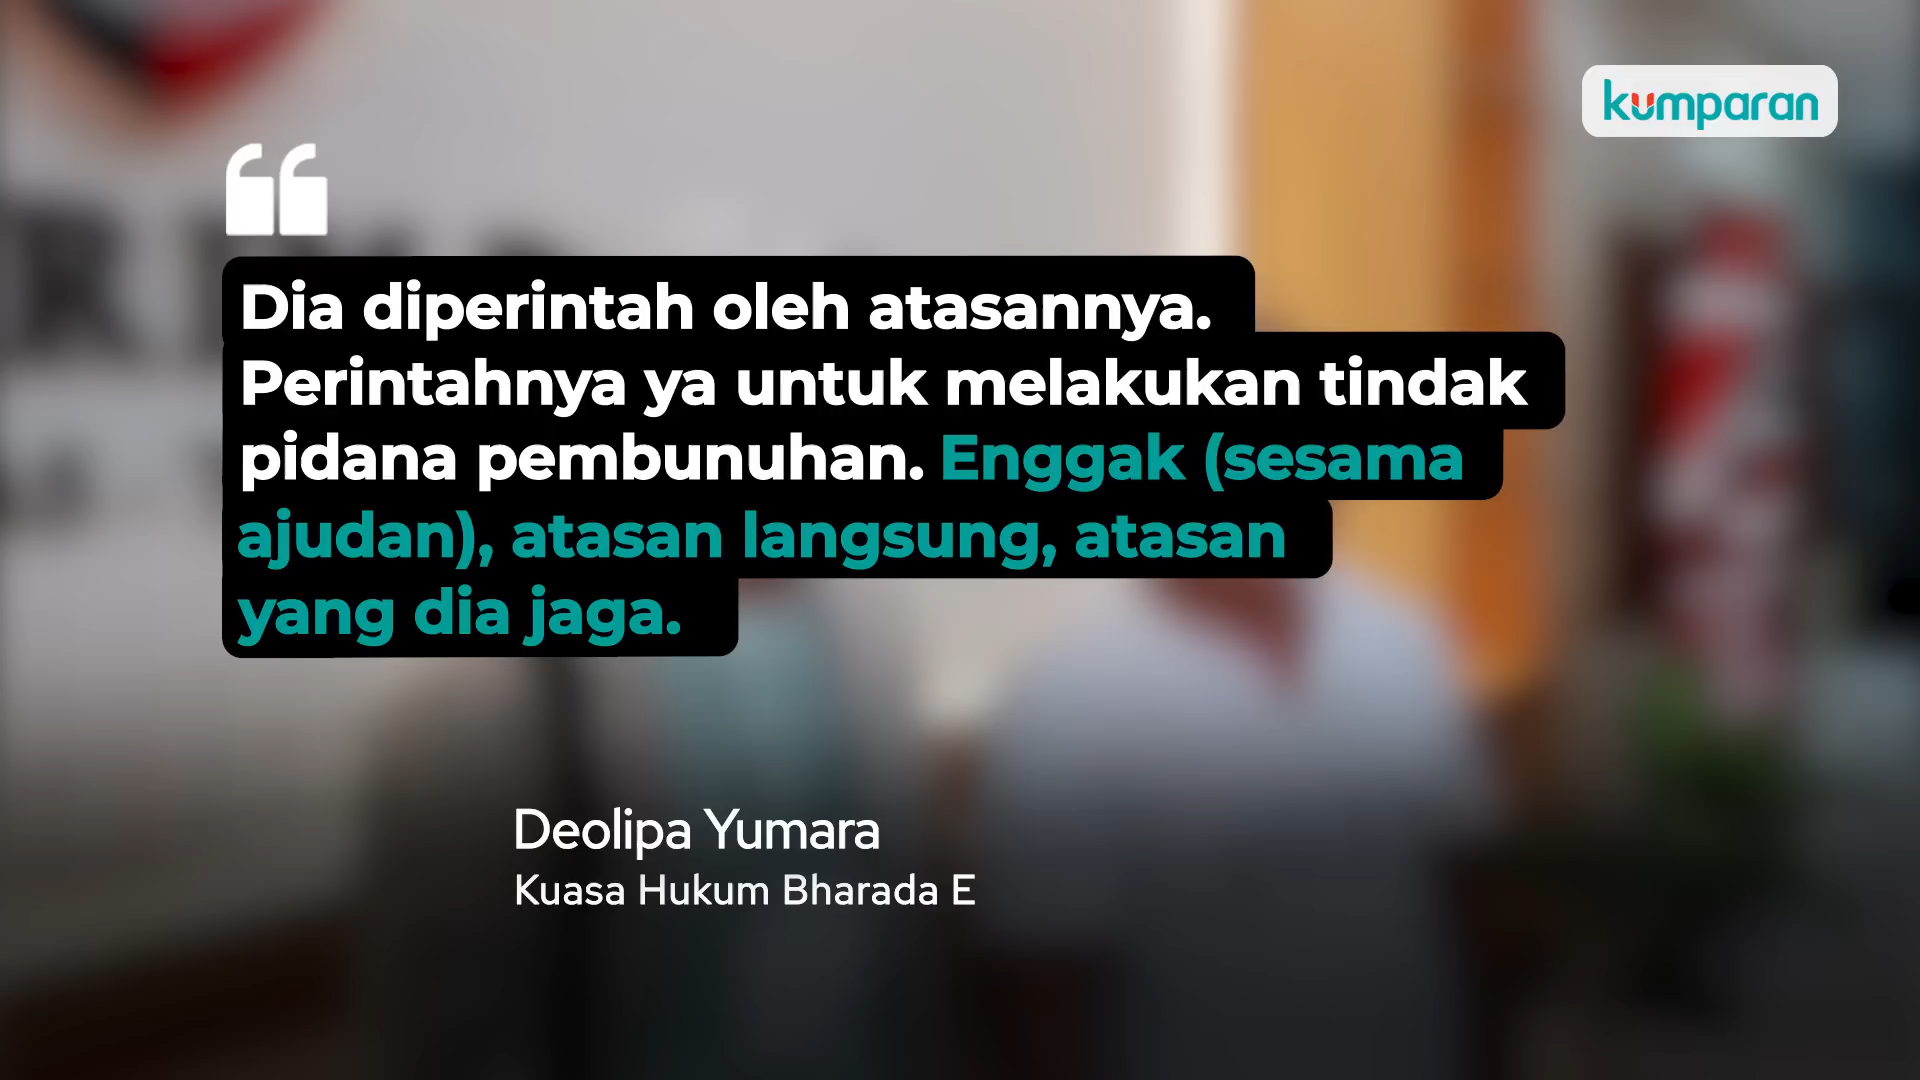 kumparan
“
Dia diperintah oleh atasannya.
Perintahnya ya untuk melakukan tindak
pidana pembunuhan. Enggak (sesama
ajudan), atasan langsung, atasan
yang dia jaga.
Deolipa Yumara
Kuasa Hukum Bharada E